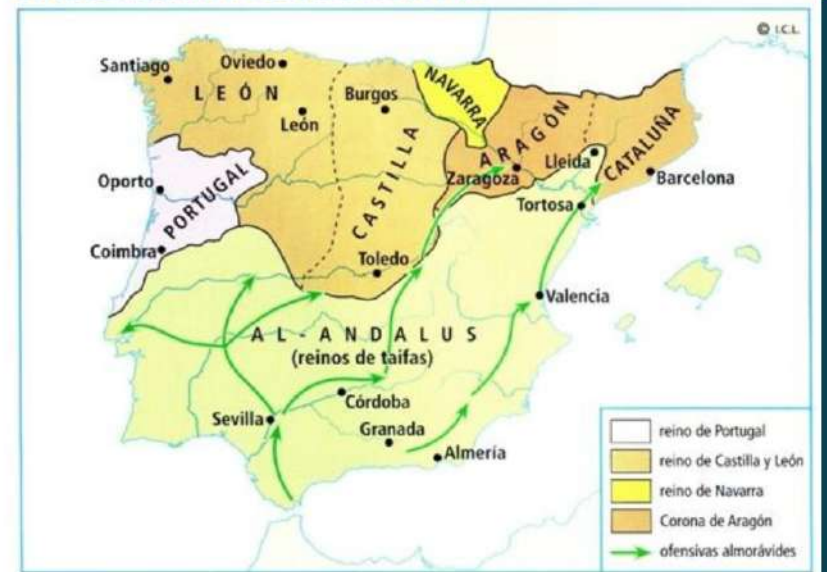 © I.C.L.
Santiago
Oviedo
LEÓN
León
Burgos
NAVARRA
CASTILLA
ARAGÓN
Zaragoza
Lleida
CATALUÑA
Barcelona
Tortosa
Oporto
PORTUGAL
Coimbra
Toledo
Valencia
AL-ANDALUS
(reinos de taifas)
Córdoba
Sevilla
Granada
Almería
reino de Portugal
reino de Castilla y León
reino de Navarra
Corona de Aragón
ofensivas almorávides